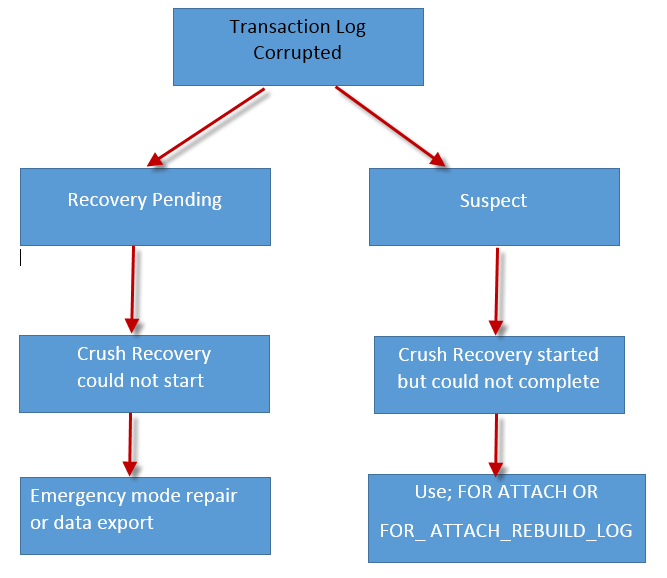 Transaction Log
Corrupted
Recovery Pending
Suspect
Crush Recovery
could not start
Crush Recovery started
but could not complete
Emergency mode repair
or data export
Use; FOR ATTACH OR
FOR_ ATTACH_REBUILD_LOG